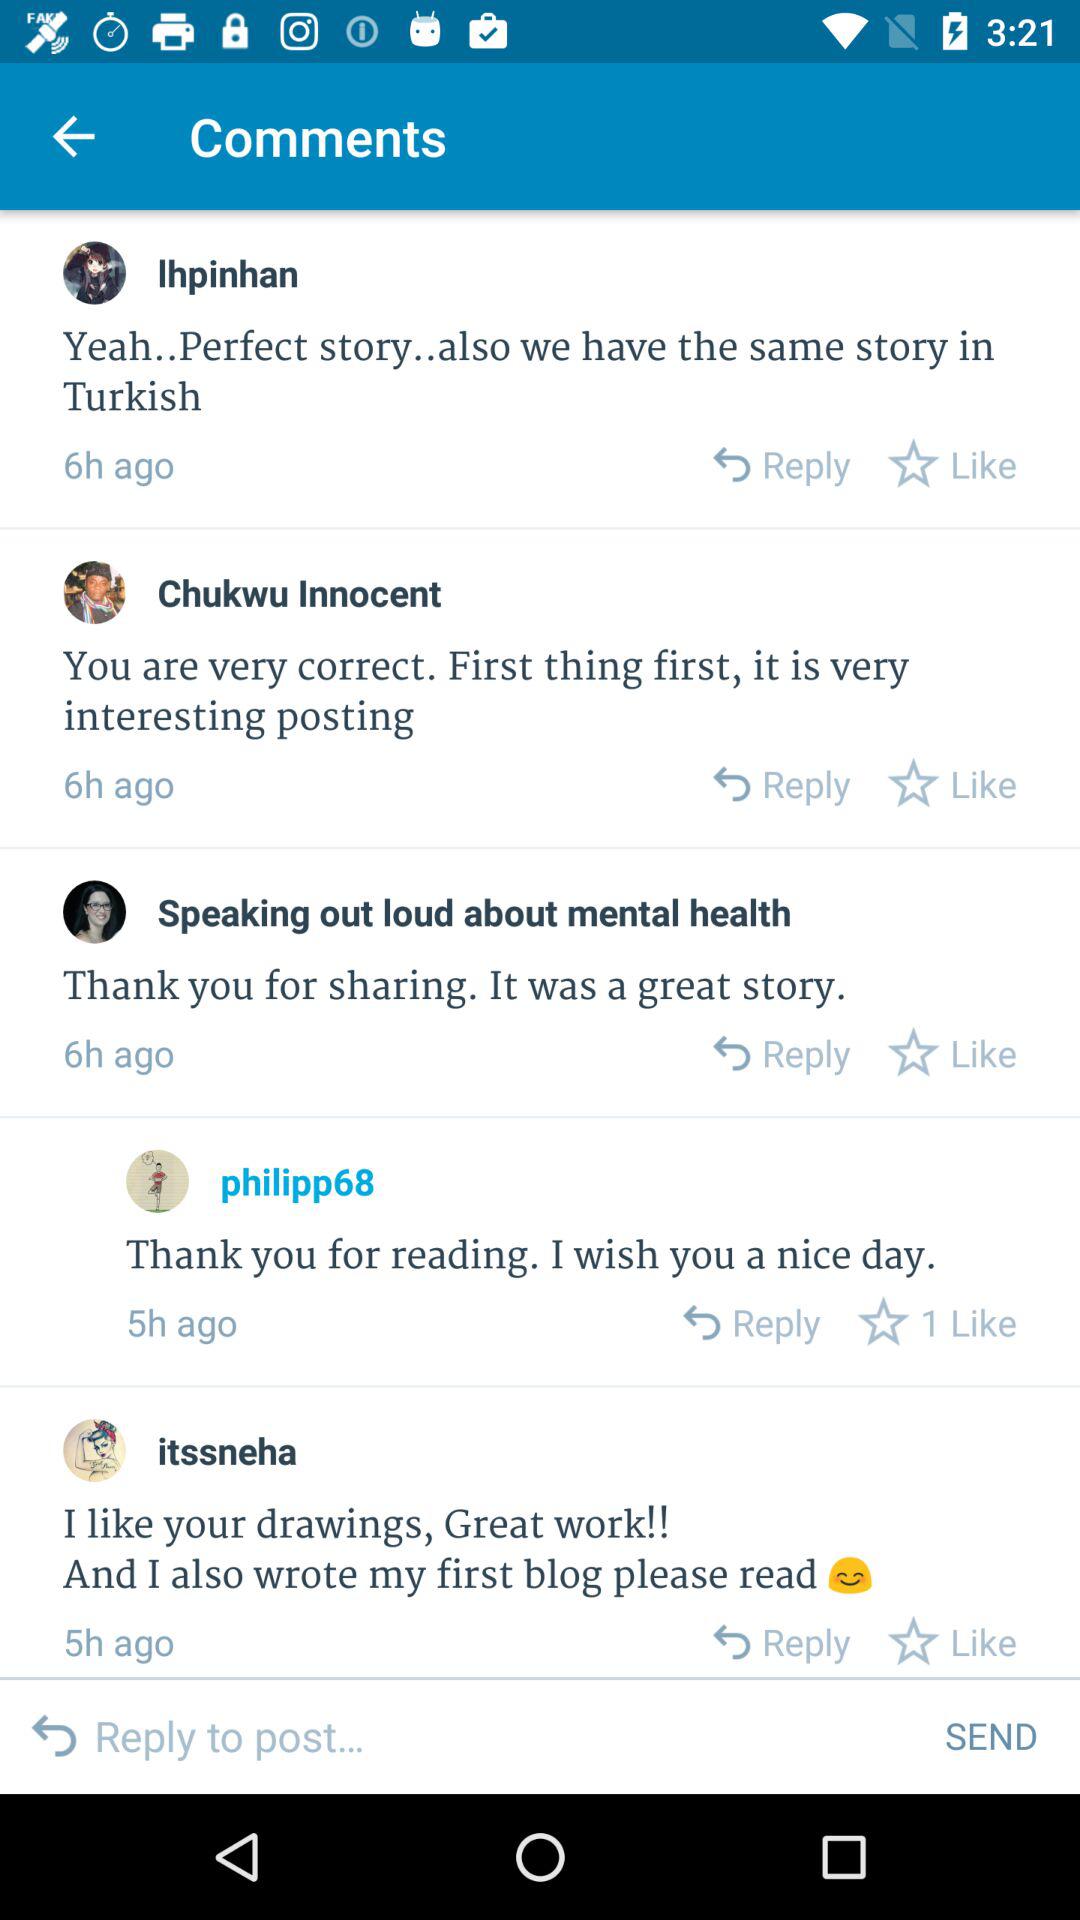 FAKE
3:21
Comments
lhpinhan
Yeah..Perfect story..also we have the same story in
Turkish
6h ago
Reply
Like
Chukwu Innocent
You are very correct. First thing first, it is very
interesting posting
6h ago
Reply
Like
Speaking out loud about mental health
Thank you for sharing. It was a great story.
6h ago
Reply
Like
philipp68
Thank you for reading. I wish you a nice day.
5h ago
Reply
1 Like
itssneha
I like your drawings, Great work!!
And I also wrote my first blog please read 😊
5h ago
Reply
Like
Reply to post...
SEND